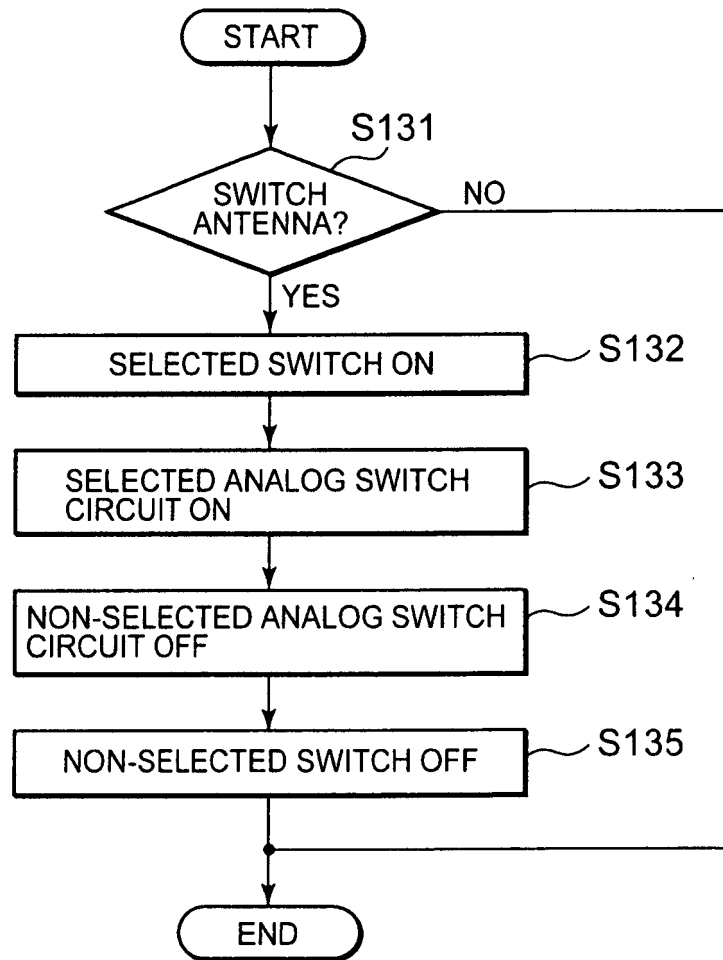 START
S131
SWITCH
ANTENNA?
NO
YES
SELECTED SWITCH ON
S132
SELECTED ANALOG SWITCH
CIRCUIT ON
S133
NON-SELECTED ANALOG SWITCH
CIRCUIT OFF
S134
NON-SELECTED SWITCH OFF
S135
END